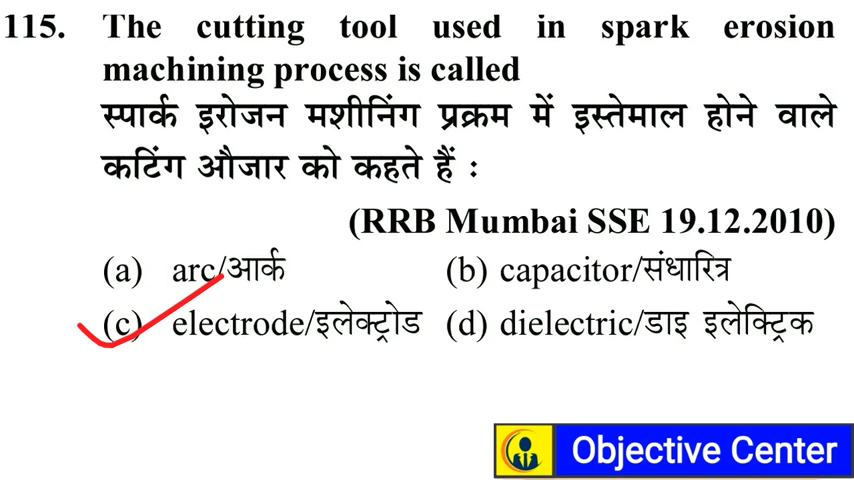 115. The cutting tool used in spark erosion
machining process is called
स्पार्क इरोजन मशीनिंग प्रक्रम में इस्तेमाल होने वाले
कटिंग औजार को कहते हैं :
(RRB Mumbai SSE 19.12.2010)
(a) arc/आर्क (b) capacitor/संधारित्र
(c) electrode/इलेक्ट्रोड (d) dielectric/डाइ इलेक्ट्रिक
Objective Center